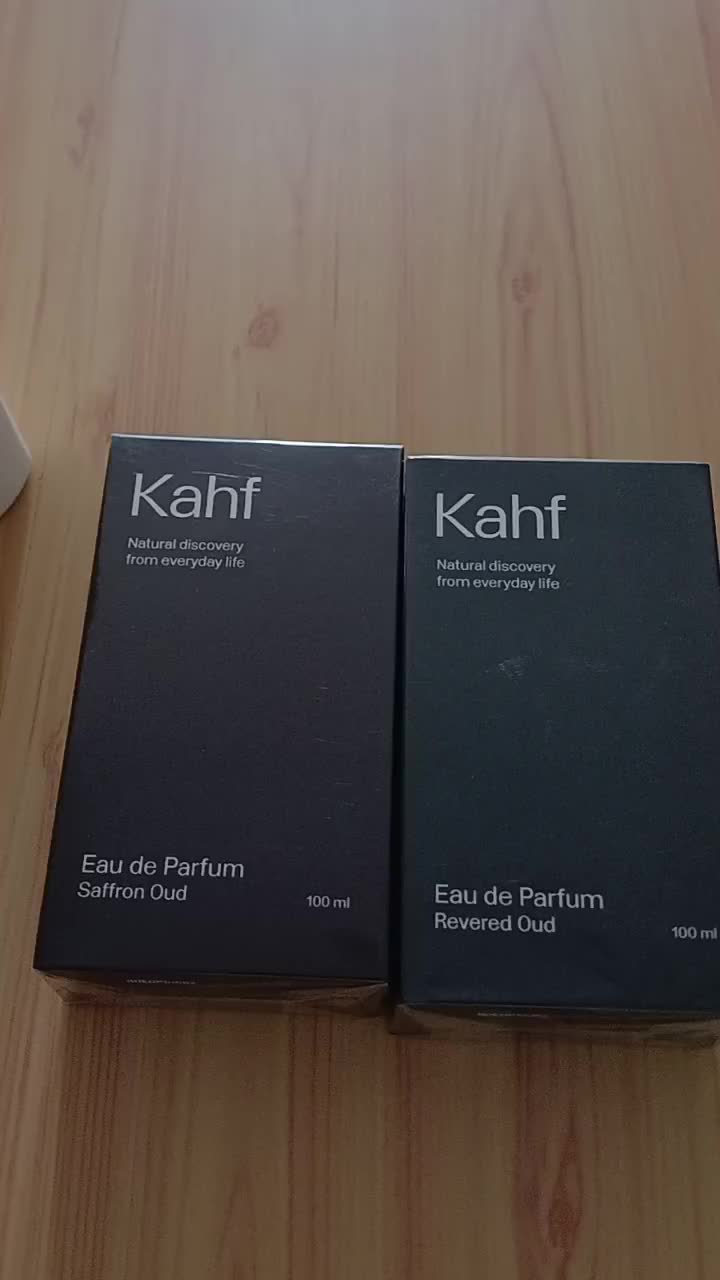 Kahf
Natural discovery
from everyday life
Eau de Parfum
Saffron Oud
100 ml
Kahf
Natural discovery
from everyday life
Eau de Parfum
Revered Oud
100 ml